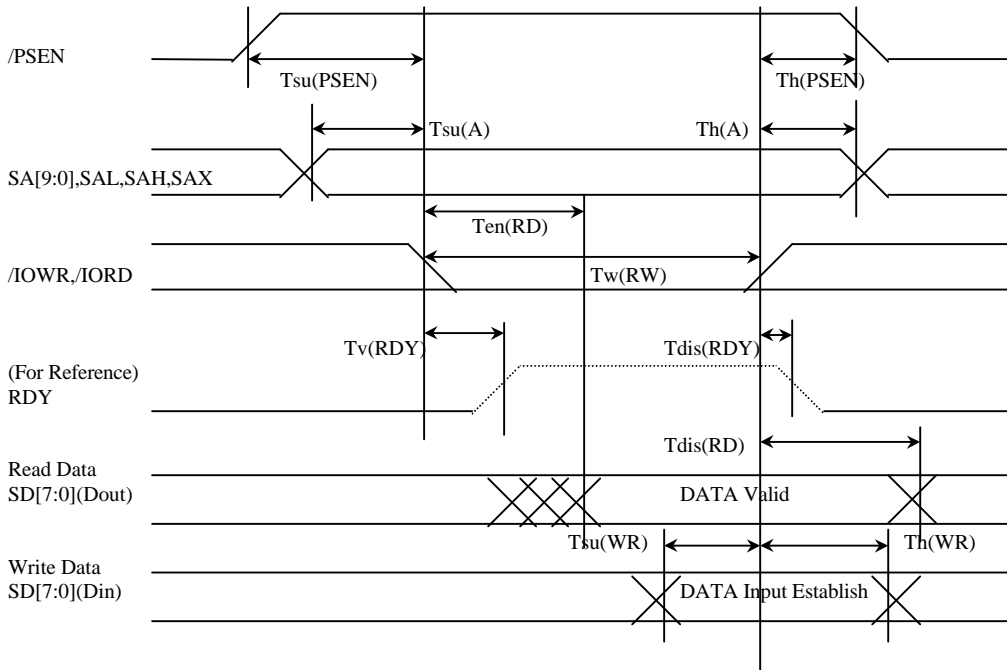 /PSEN
Tsu(PSEN)
Th(PSEN)
Tsu(A)
Th(A)
SA[9:0],SAL,SAH,SAX
Ten(RD)
/IOWR,/IORD
Tw(RW)
Tv(RDY)
Tdis(RDY)
(For Reference)
RDY
Tdis(RD)
Read Data
SD[7:0](Dout)
DATA Valid
Tsu(WR)
Th(WR)
Write Data
SD[7:0](Din)
DATA Input Establish